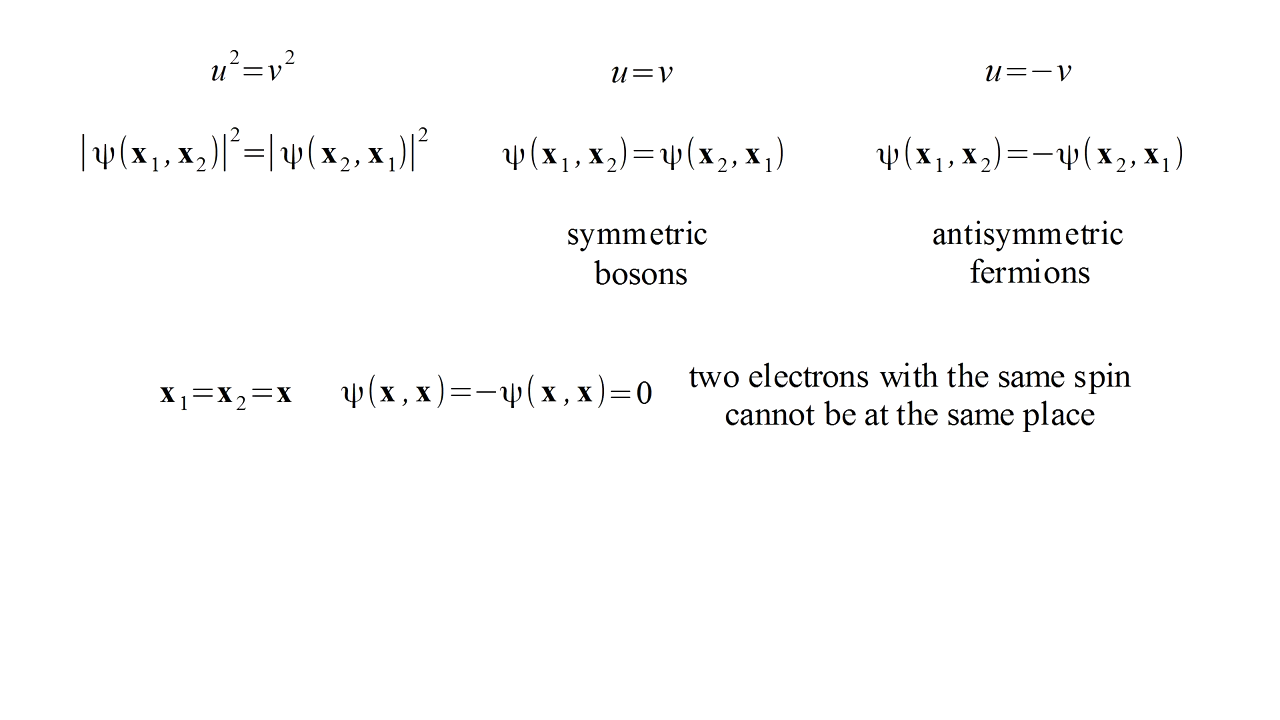 u²=v² u=v u=−v
|ψ(x₁, x₂)|²=|ψ(x₂, x₁)|² ψ(x₁, x₂)=ψ(x₂, x₁) ψ(x₁, x₂)=−ψ(x₂, x₁)
symmetric
bosons
antisymmetric
fermions
x₁=x₂=x ψ(x, x)=−ψ(x, x)=0
two electrons with the same spin
cannot be at the same place